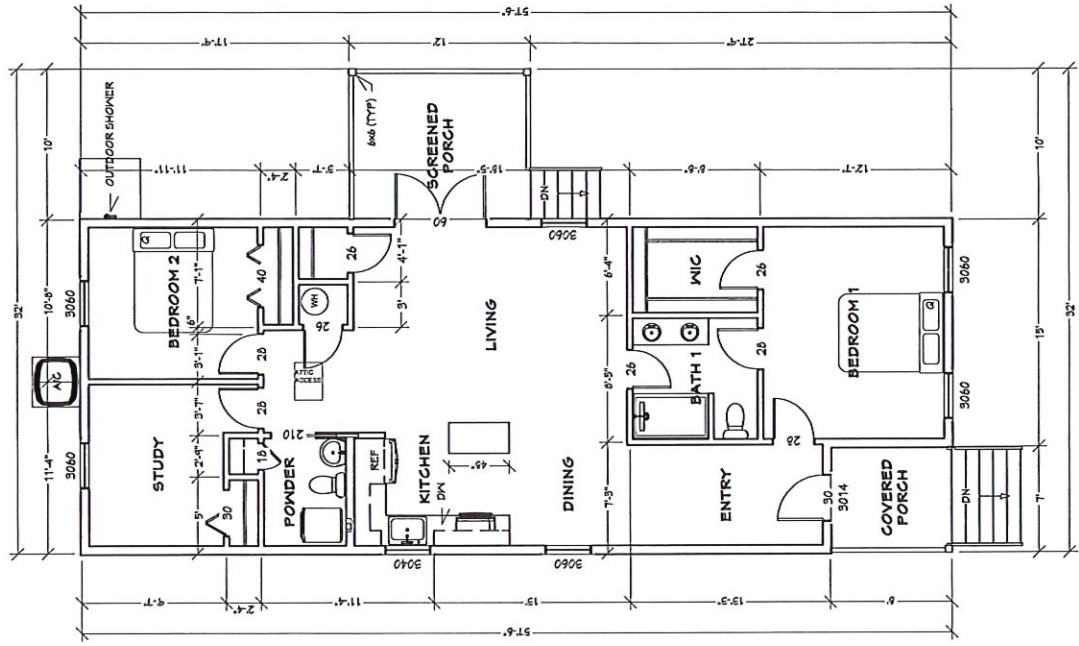 57'-6"
17'-9"
12'
27'-9"
32'
10'
10'-8"
11'-4"
OUTDOOR SHOWER
6x6 (TYP)
SCREENED
PORCH
11'-11"
2'-4"
3'-7"
18'-5"
8'-8"
12'-7"
DN
60
3060
10'
15'
7'
32'
A/C
3060
3060
BEDROOM 2
Q
7'-1"
6"
3'-1"
3'-7"
2'-9"
5'
40
26
4'-1"
3'
WH
26
28
28
ATTIC
ACCESS
LIVING
6'-4"
8'-5"
7'-3"
WIC
26
26
28
BATH 1
BEDROOM 1
Q
3060
3060
28
STUDY
18
30
210
POWDER
REF
KITCHEN
48"
DW
DINING
ENTRY
30
3014
COVERED
PORCH
DN
3040
3060
9'-7"
2'-4"
11'-4"
13'
13'-3"
8'
57'-6"